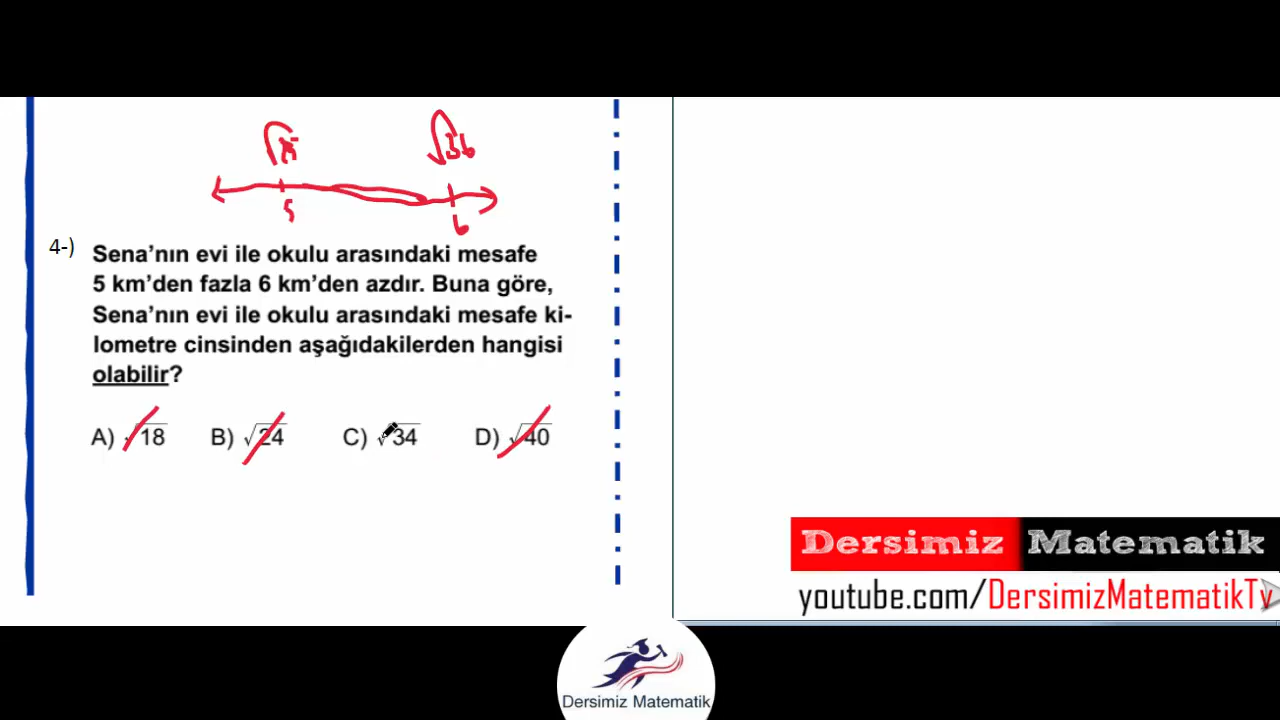 √36
5
6
4-)
Sena’nın evi ile okulu arasındaki mesafe
5 km’den fazla 6 km’den azdır. Buna göre,
Sena’nın evi ile okulu arasındaki mesafe ki-
lometre cinsinden aşağıdakilerden hangisi
olabilir?
A) √18 B) √24 C) √34 D) √40
Dersimiz Matematik
youtube.com/DersimizMatematikTv
Dersimiz Matematik